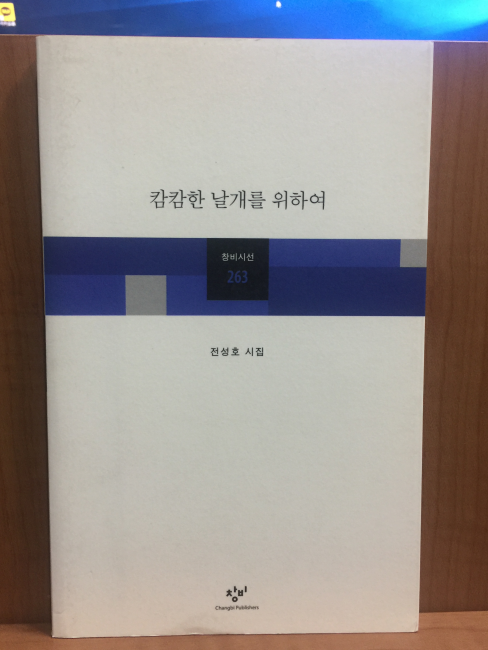 캄캄한 날개를 위하여
창비시선
263
전성호 시집
창비
Changbi Publishers